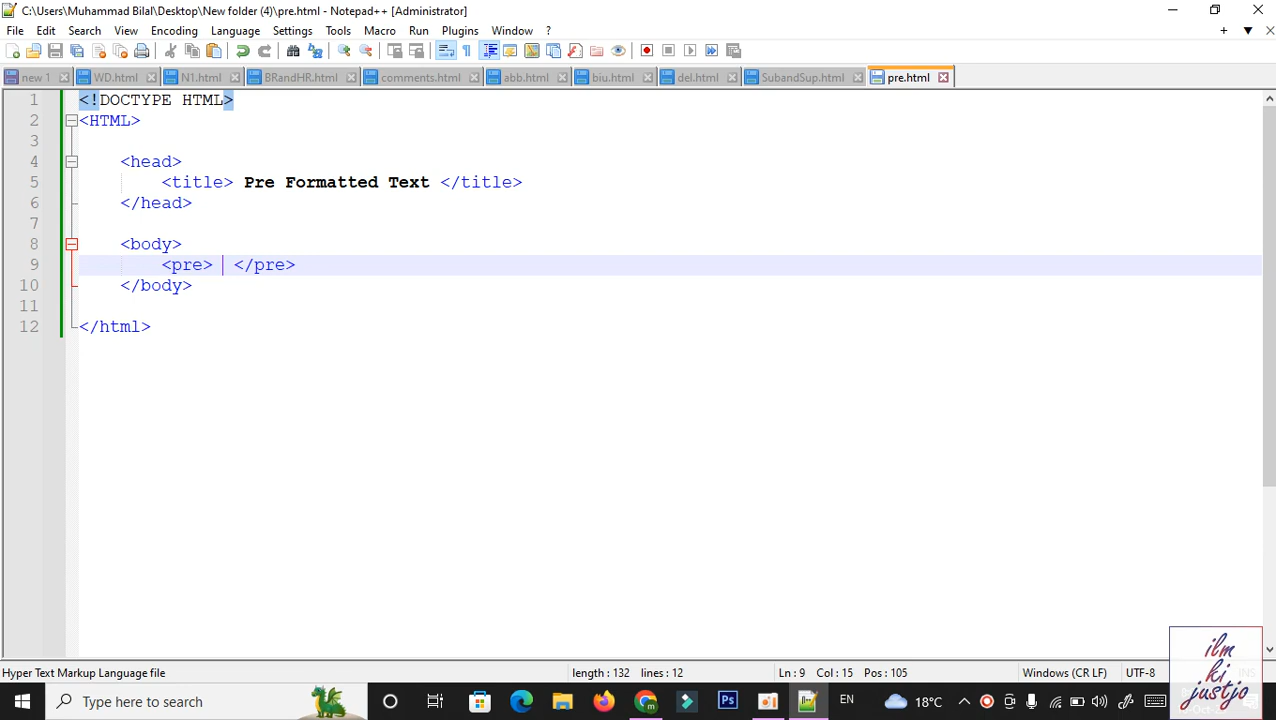 C:\Users\Muhammad Bilal\Desktop\New folder (4)\pre.html - Notepad++ [Administrator]
File Edit Search View Encoding Language Settings Tools Macro Run Plugins Window ?
new 1 WD.html N1.html BRandHR.html comments.html abb.html biu.html del.html SubandSup.html pre.html
1 <!DOCTYPE HTML>
2 <HTML>
3
4 <head>
5 <title> Pre Formatted Text </title>
6 </head>
7
8 <body>
9 <pre> </pre>
10 </body>
11
12 </html>
Hyper Text Markup Language file length : 132 lines : 12 Ln : 9 Col : 15 Pos : 105 Windows (CR LF) UTF-8 INS
ilm
ki
justjo
Type here to search EN 18°C